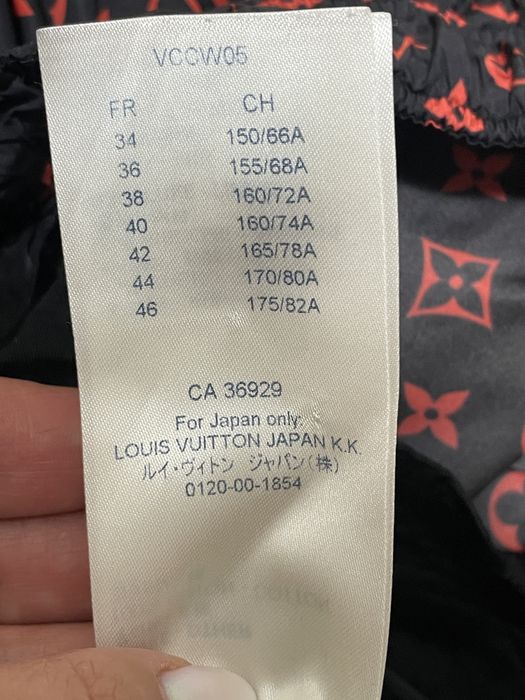 VCCW05
FR CH
34 150/66A
36 155/68A
38 160/72A
40 160/74A
42 165/78A
44 170/80A
46 175/82A
CA 36929
For Japan only:
LOUIS VUITTON JAPAN K.K.
ルイ・ヴィトン ジャパン(株)
0120-00-1854